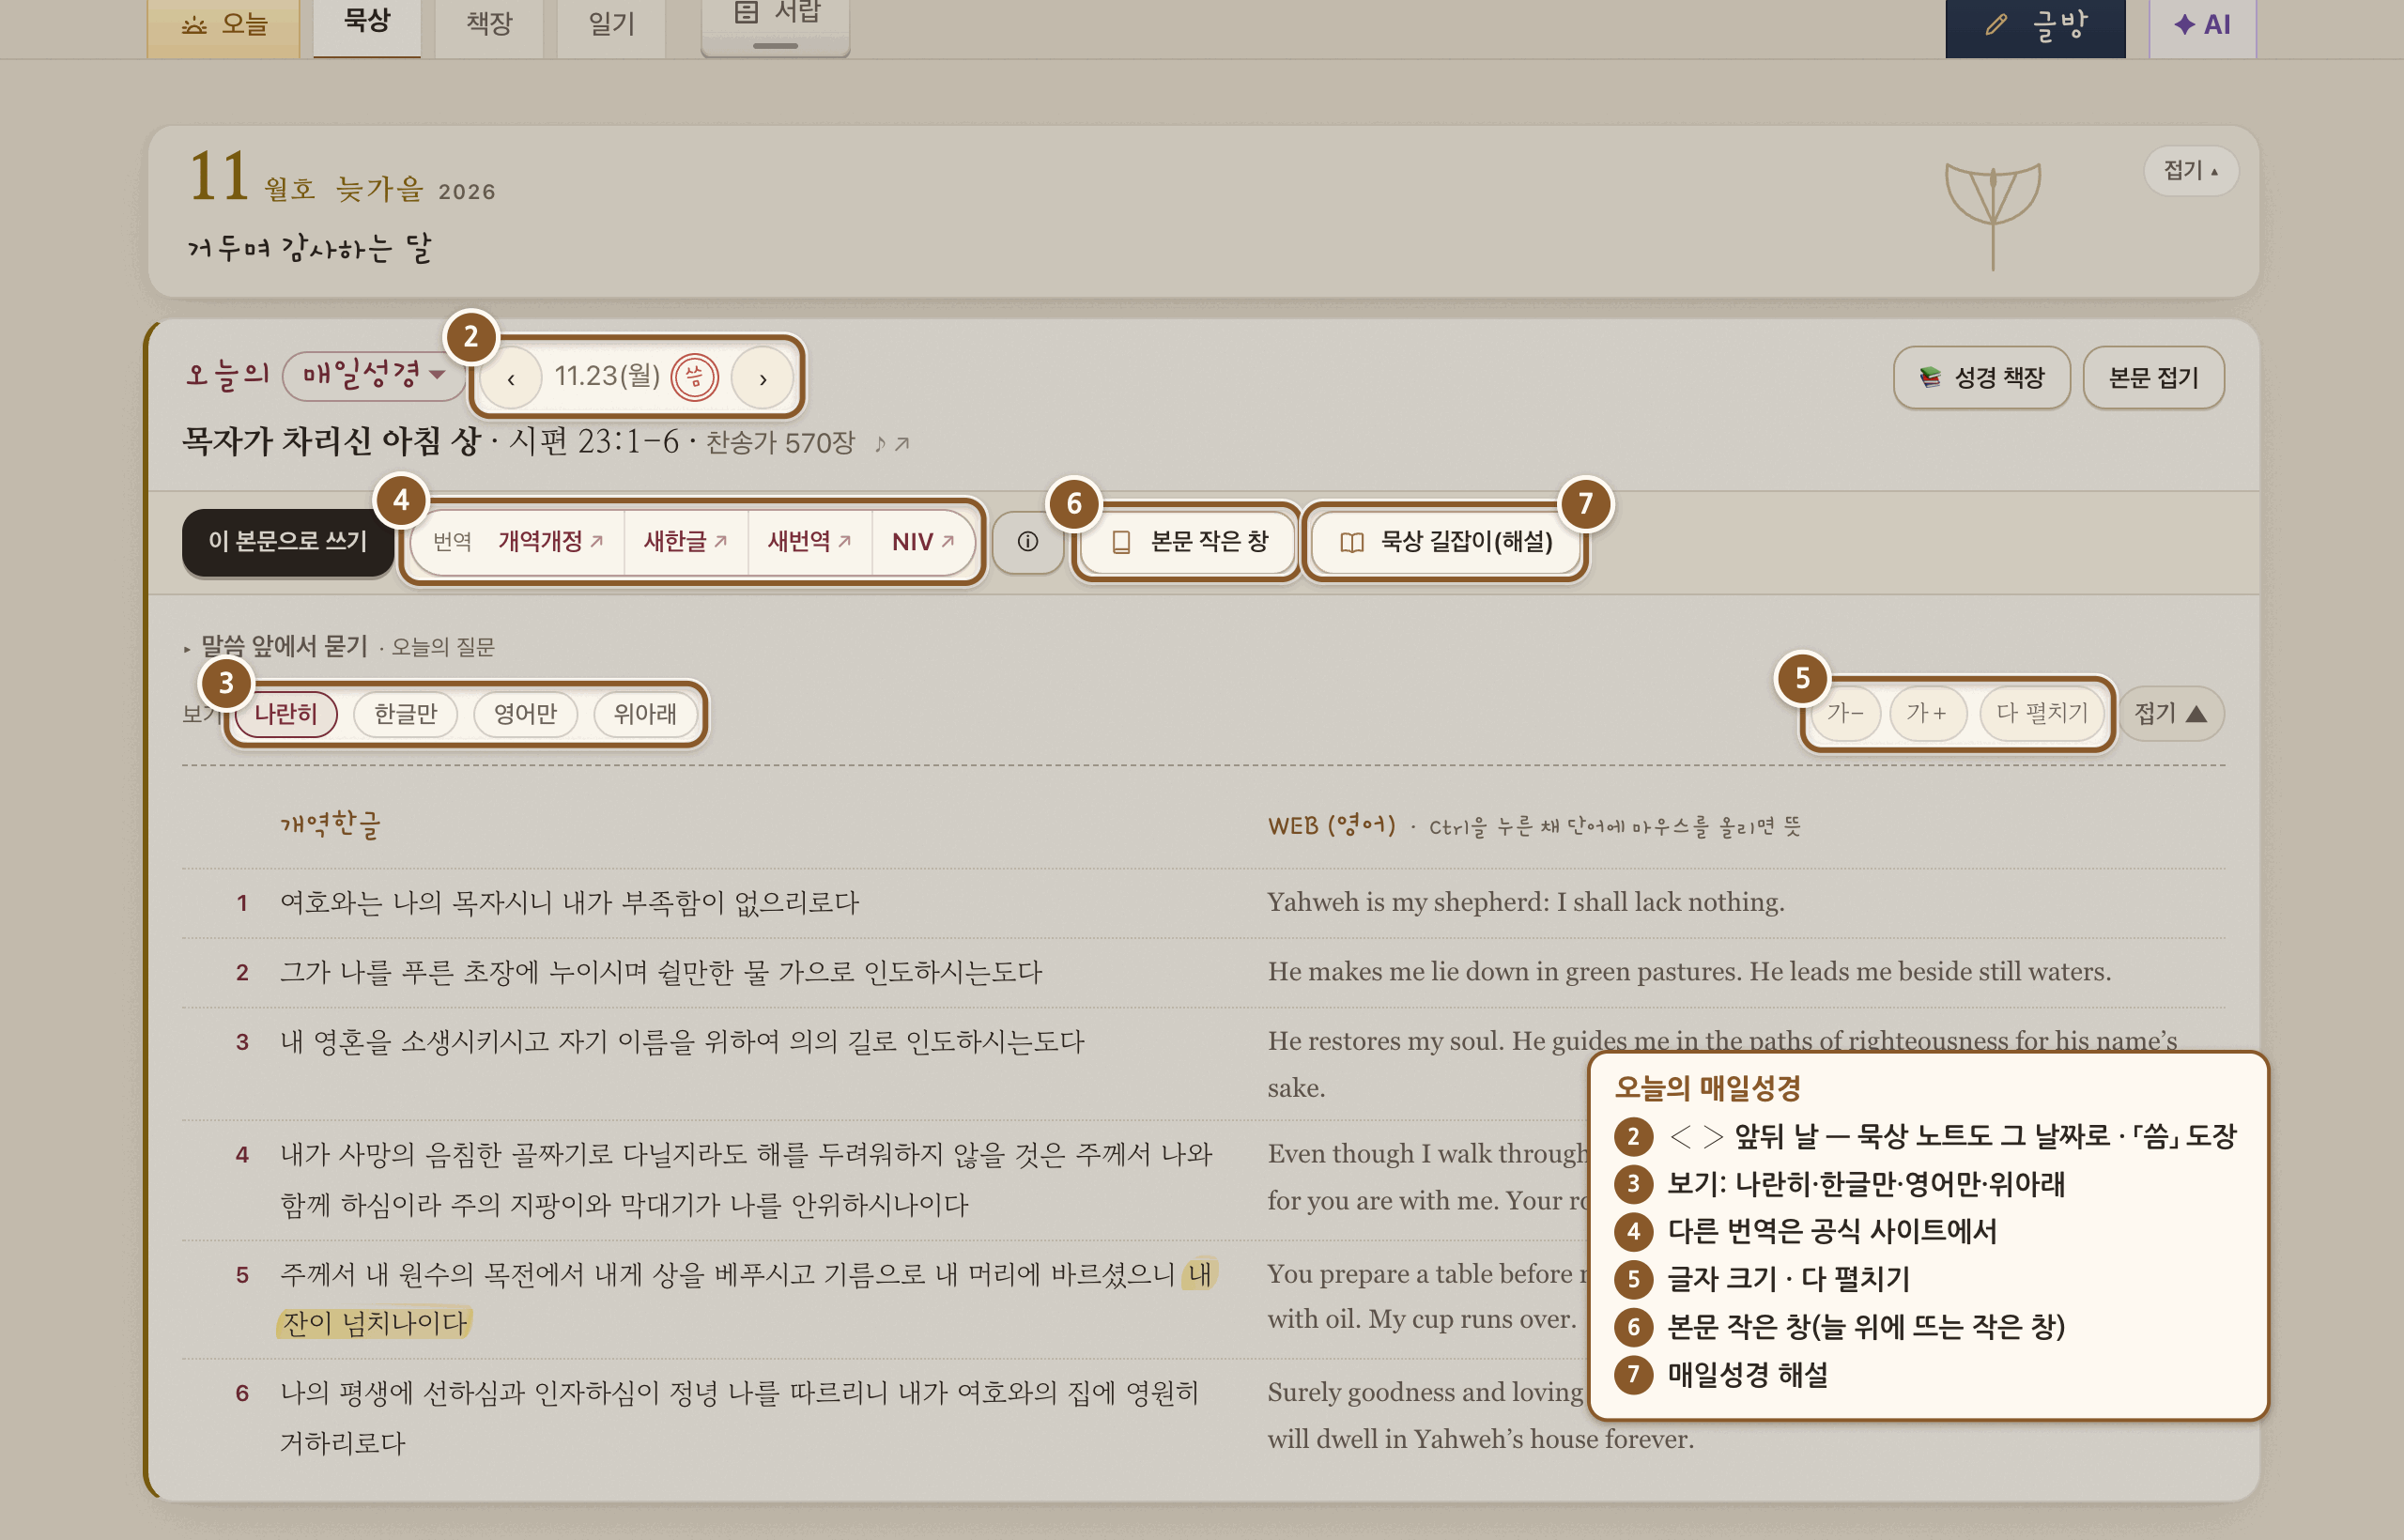 오늘 묵상 책장 일기 서랍 글방 AI
11 월호 늦가을 2026
접기 ▴
거두며 감사하는 달
오늘의 매일성경 ▾ 2 ‹ 11.23(월) 씀 › 📚 성경 책장 본문 접기
목자가 차리신 아침 상 · 시편 23:1–6 · 찬송가 570장 ♪ ↗
이 본문으로 쓰기 4 번역 개역개정 ↗ 새한글 ↗ 새번역 ↗ NIV ↗ ⓘ 6 본문 작은 창 묵상 길잡이(해설) 7
▸ 말씀 앞에서 묻기 · 오늘의 질문
보기 3 나란히 한글만 영어만 위아래 5 가− 가+ 다 펼치기 접기 ▲
개역한글 WEB (영어) · Ctrl을 누른 채 단어에 마우스를 올리면 뜻
1 여호와는 나의 목자시니 내가 부족함이 없으리로다 Yahweh is my shepherd: I shall lack nothing.
2 그가 나를 푸른 초장에 누이시며 쉴만한 물 가으로 인도하시는도다 He makes me lie down in green pastures. He leads me beside still waters.
3 내 영혼을 소생시키시고 자기 이름을 위하여 의의 길로 인도하시는도다 He restores my soul. He guides me in the paths of righteousness for his name’s
sake.
4 내가 사망의 음침한 골짜기로 다닐지라도 해를 두려워하지 않을 것은 주께서 나와 Even though I walk through
함께 하심이라 주의 지팡이와 막대기가 나를 안위하시나이다 for you are with me. Your
5 주께서 내 원수의 목전에서 내게 상을 베푸시고 기름으로 내 머리에 바르셨으니 내 You prepare a table before
잔이 넘치나이다 with oil. My cup runs over.
6 나의 평생에 선하심과 인자하심이 정녕 나를 따르리니 내가 여호와의 집에 영원히 Surely goodness and loving
거하리로다 will dwell in Yahweh’s house forever.
오늘의 매일성경
2 < > 앞뒤 날 — 묵상 노트도 그 날짜로 · 「씀」 도장
3 보기: 나란히·한글만·영어만·위아래
4 다른 번역은 공식 사이트에서
5 글자 크기 · 다 펼치기
6 본문 작은 창(늘 위에 뜨는 작은 창)
7 매일성경 해설